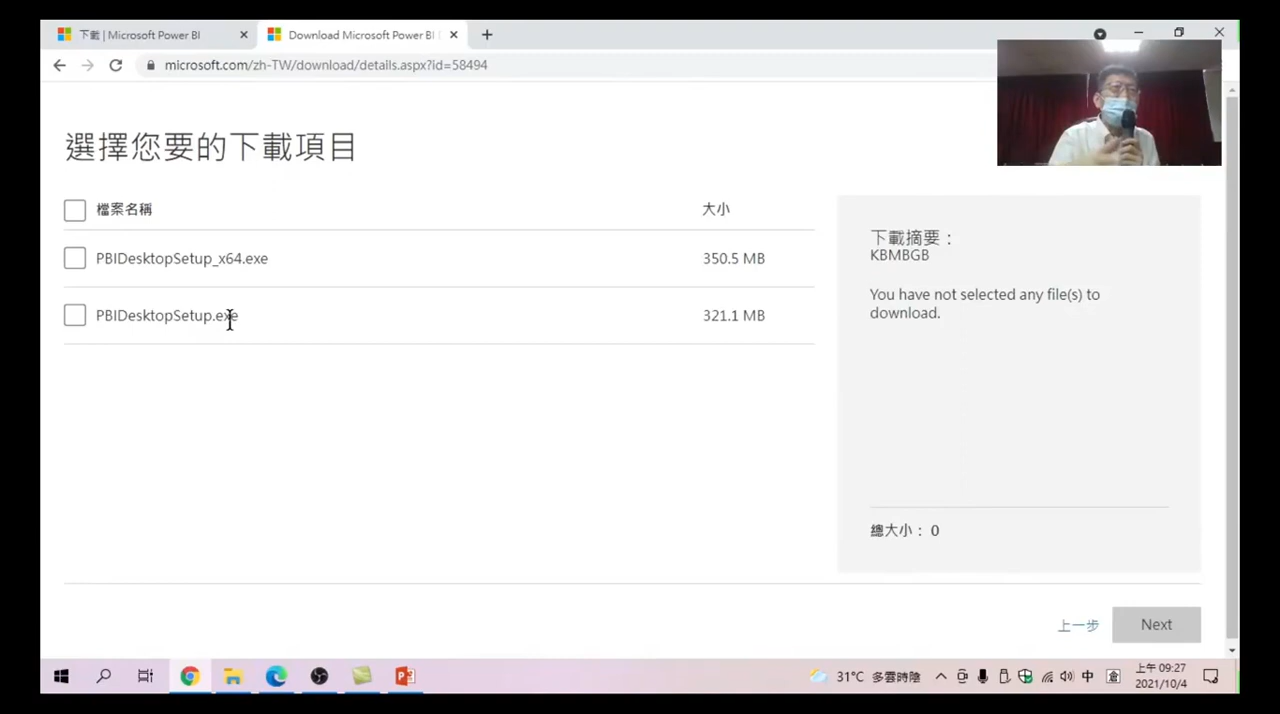 下載 | Microsoft Power BI
Download Microsoft Power BI
microsoft.com/zh-TW/download/details.aspx?id=58494
選擇您要的下載項目
檔案名稱
大小
PBIDesktopSetup_x64.exe
350.5 MB
PBIDesktopSetup.exe
321.1 MB
下載摘要：
KBMBGB
You have not selected any file(s) to
download.
總大小： 0
上一步
Next
31°C 多雲時陰
中
倉
上午 09:27
2021/10/4